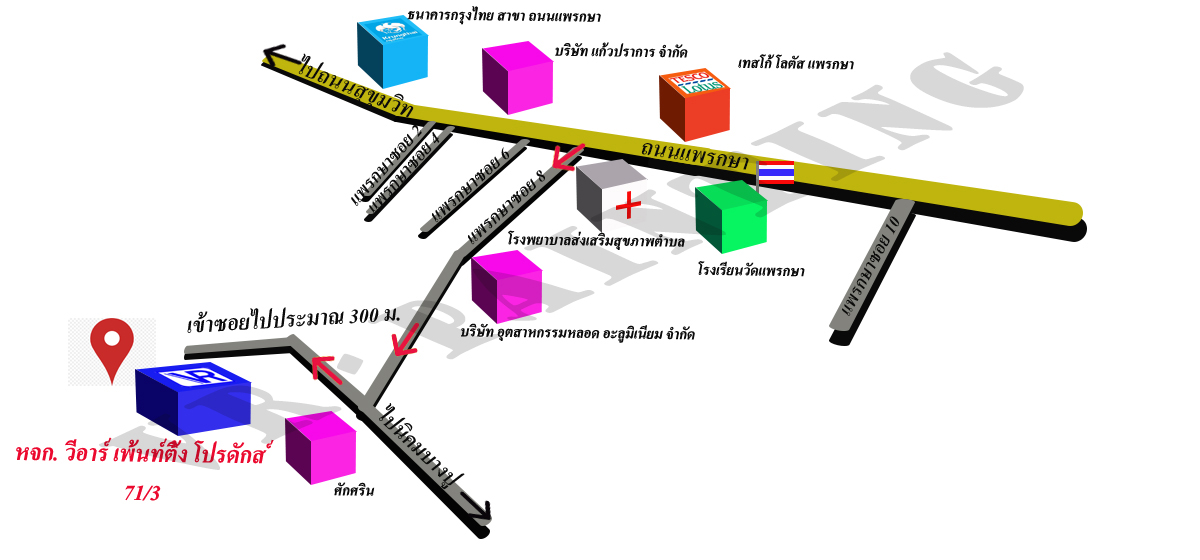 ธนาคารกรุงไทย สาขา ถนนแพรกษา
Krungthai
บริษัท แก้วปราการ จำกัด
เทสโก้ โลตัส แพรกษา
TESCO
Lotus
ไปถนนสุขุมวิท
ถนนแพรกษา
แพรกษาซอย 2
แพรกษาซอย 4
แพรกษาซอย 6
แพรกษาซอย 8
แพรกษาซอย 10
โรงพยาบาลส่งเสริมสุขภาพตำบล
โรงเรียนวัดแพรกษา
บริษัท อุตสาหกรรมหลอด อะลูมิเนียม จำกัด
เข้าซอยไปประมาณ 300 ม.
VR
ไปนิคมบางปู
หจก. วีอาร์ เพ้นท์ติ้ง โปรดักส์
71/3
ศักศริน
VR. PAINTING